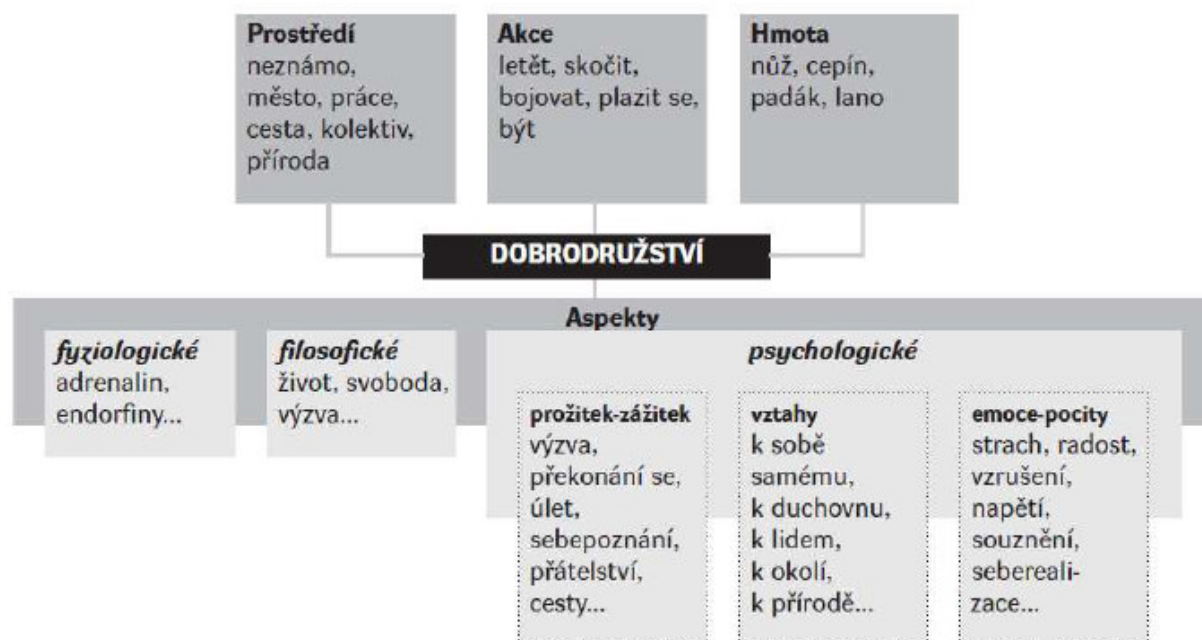 Prostředí
neznámo,
město, práce,
cesta, kolektiv,
příroda
Akce
letět, skočit,
bojovat, plazit se,
být
Hmota
nůž, cepín,
padák, lano
DOBRODRUŽSTVÍ
Aspekty
fyziologické
adrenalin,
endorfiny...
filosofické
život, svoboda,
výzva...
psychologické
prožitek-zážitek
výzva,
překonání se,
úlet,
sebepoznání,
přátelství,
cesty...
vztahy
k sobě
samému,
k duchovnu,
k lidem,
k okolí,
k přírodě...
emoce-pocity
strach, radost,
vzrušení,
napětí,
souznění,
sebereali-
zace...